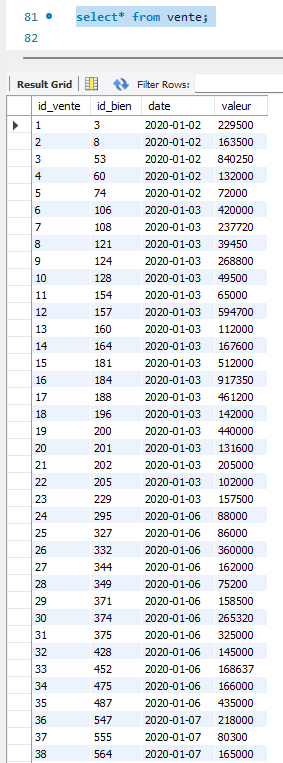 81 select* from vente;
82
Result Grid Filter Rows:
id_vente id_bien date valeur
1 3 2020-01-02 229500
2 8 2020-01-02 163500
3 53 2020-01-02 840250
4 60 2020-01-02 132000
5 74 2020-01-02 72000
6 106 2020-01-03 420000
7 108 2020-01-03 237720
8 121 2020-01-03 39450
9 124 2020-01-03 268800
10 128 2020-01-03 49500
11 154 2020-01-03 65000
12 157 2020-01-03 594700
13 160 2020-01-03 112000
14 164 2020-01-03 167600
15 181 2020-01-03 512000
16 184 2020-01-03 917350
17 188 2020-01-03 461200
18 196 2020-01-03 142000
19 200 2020-01-03 440000
20 201 2020-01-03 131600
21 202 2020-01-03 205000
22 205 2020-01-03 102000
23 229 2020-01-03 157500
24 295 2020-01-06 88000
25 327 2020-01-06 86000
26 332 2020-01-06 360000
27 344 2020-01-06 162000
28 349 2020-01-06 75200
29 371 2020-01-06 158500
30 374 2020-01-06 265320
31 375 2020-01-06 325000
32 428 2020-01-06 145000
33 452 2020-01-06 168637
34 475 2020-01-06 166000
35 487 2020-01-06 435000
36 547 2020-01-07 218000
37 555 2020-01-07 80300
38 564 2020-01-07 165000